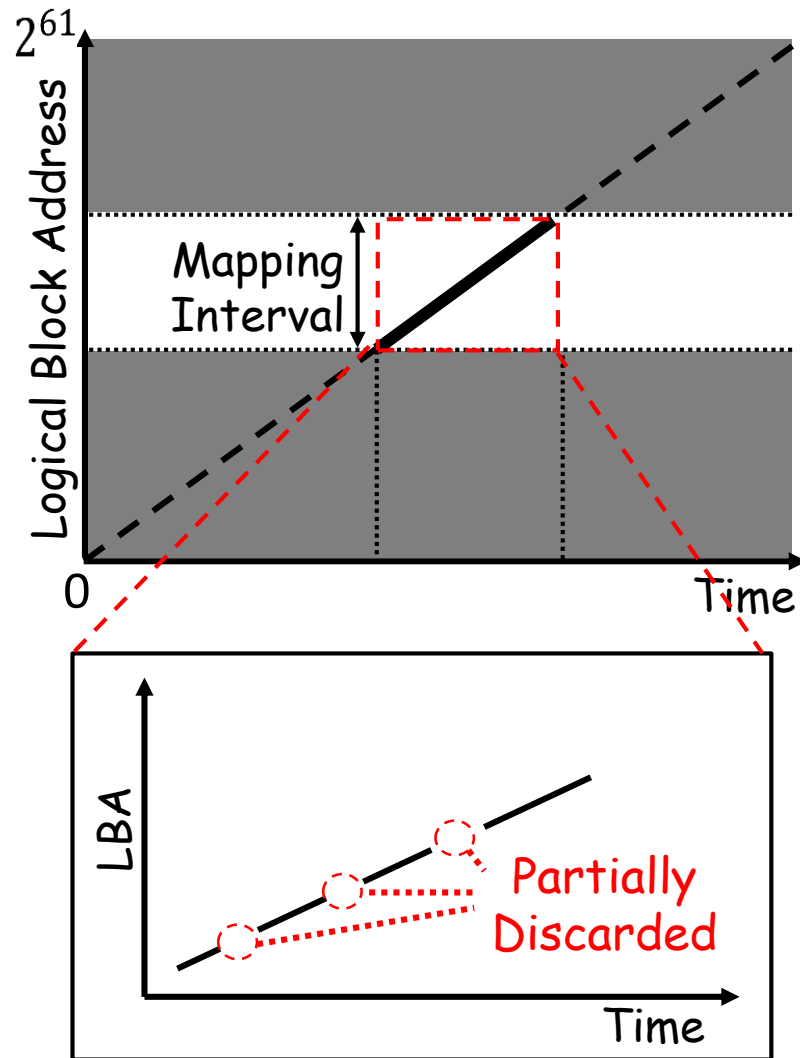 2^61
Logical Block Address
Mapping
Interval
0
Time
LBA
Partially
Discarded
Time